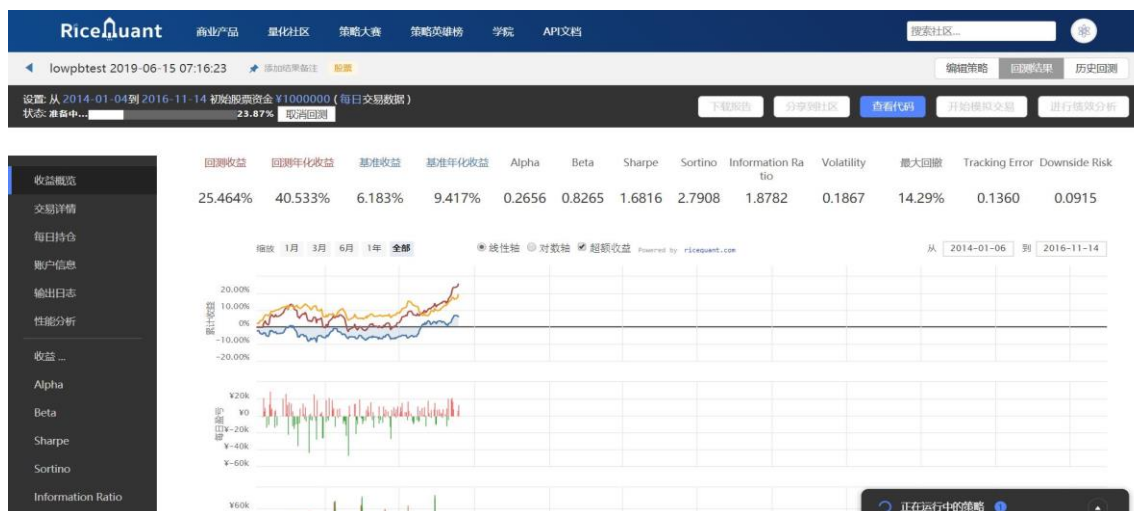 RiceQuant 商业产品 量化社区 策略大赛 策略英雄榜 学院 API文档 搜索社区...
lowpbtest 2019-06-15 07:16:23 添加结果备注 股票 编辑策略 回测结果 历史回测
设置: 从 2014-01-04到 2016-11-14 初始股票资金 ¥1000000 ( 每日交易数据 )
状态: 准备中... 23.87% 取消回测 下载报告 分享到社区 查看代码 开始模拟交易 进行绩效分析
回测收益 回测年化收益 基准收益 基准年化收益 Alpha Beta Sharpe Sortino Information Ra
tio Volatility 最大回撤 Tracking Error Downside Risk
25.464% 40.533% 6.183% 9.417% 0.2656 0.8265 1.6816 2.7908 1.8782 0.1867 14.29% 0.1360 0.0915
收益概览
交易详情
每日持仓
账户信息
输出日志
性能分析
收益 ...
Alpha
Beta
Sharpe
Sortino
Information Ratio
缩放 1月 3月 6月 1年 全部 线性轴 对数轴 超额收益 Powered by ricequant.com 从 2014-01-06 到 2016-11-14
累计收益
20.00%
10.00%
0%
-10.00%
-20.00%
每日盈亏
¥20k
¥0
¥-20k
¥-40k
¥-60k
¥60k
正在运行中的策略 1